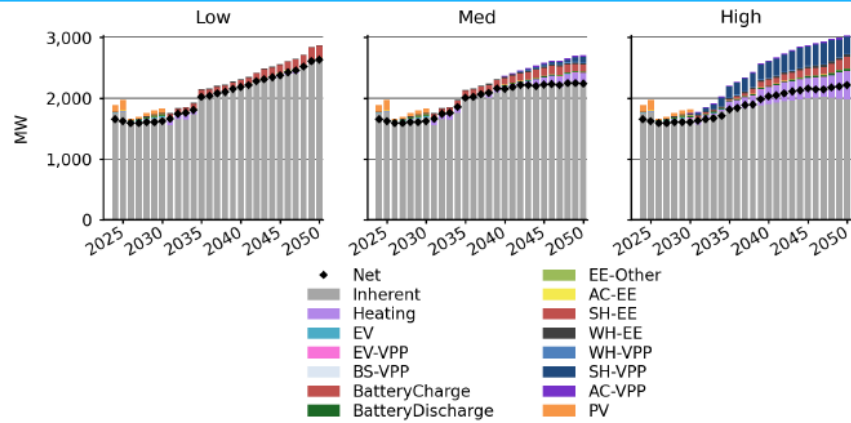 Low Med High
3,000
2,000
MW
1,000
0
2025 2030 2035 2040 2045 2050 2025 2030 2035 2040 2045 2050 2025 2030 2035 2040 2045 2050
Net EE-Other
Inherent AC-EE
Heating SH-EE
EV WH-EE
EV-VPP WH-VPP
BS-VPP SH-VPP
BatteryCharge AC-VPP
BatteryDischarge PV